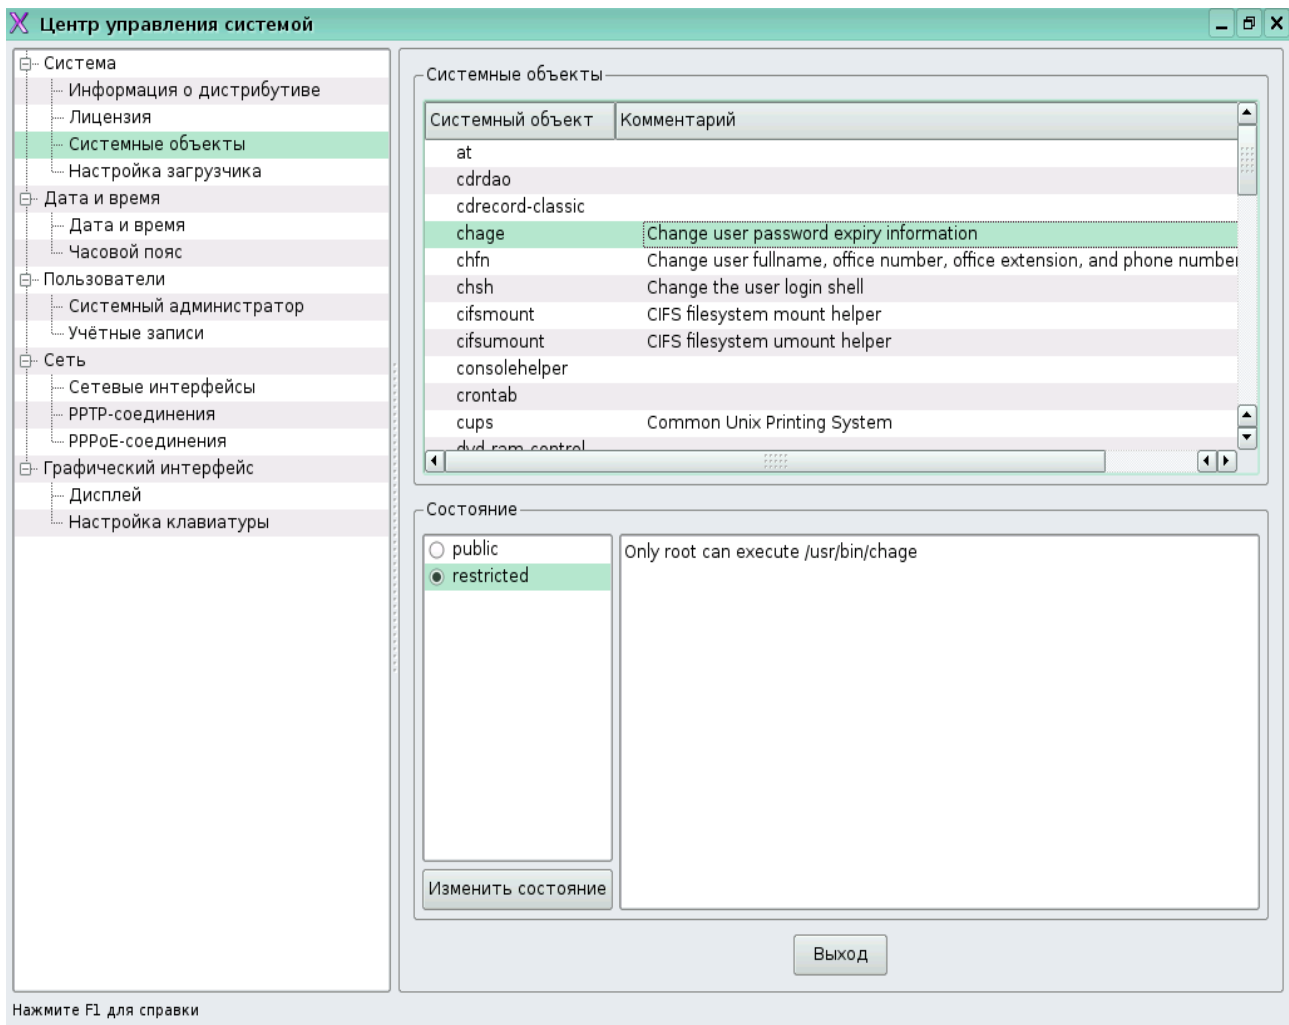 Центр управления системой
Система
Информация о дистрибутиве
Лицензия
Системные объекты
Настройка загрузчика
Дата и время
Дата и время
Часовой пояс
Пользователи
Системный администратор
Учётные записи
Сеть
Сетевые интерфейсы
PPTP-соединения
PPPoE-соединения
Графический интерфейс
Дисплей
Настройка клавиатуры
Системные объекты
Системный объект Комментарий
at
cdrdao
cdrecord-classic
chage Change user password expiry information
chfn Change user fullname, office number, office extension, and phone number
chsh Change the user login shell
cifsmount CIFS filesystem mount helper
cifsumount CIFS filesystem umount helper
consolehelper
crontab
cups Common Unix Printing System
dvd-ram-control
Состояние
public
restricted
Only root can execute /usr/bin/chage
Изменить состояние
Выход
Нажмите F1 для справки